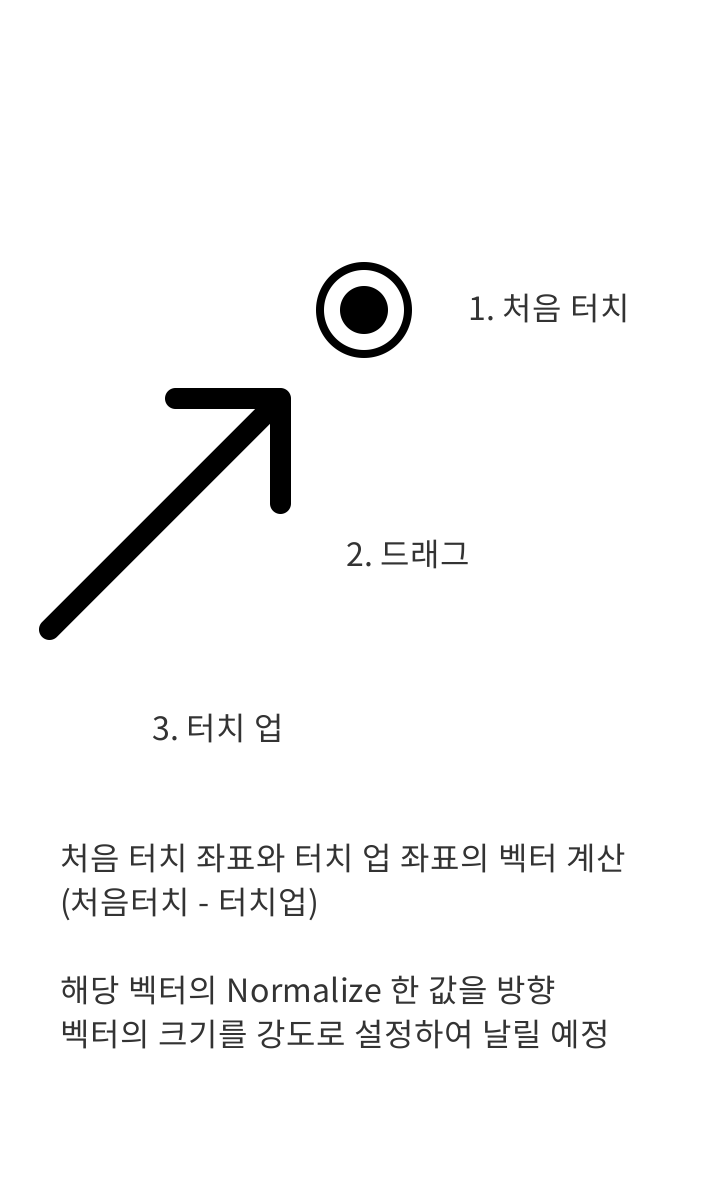 1. 처음 터치
2. 드래그
3. 터치 업
처음 터치 좌표와 터치 업 좌표의 벡터 계산
(처음터치 - 터치업)
해당 벡터의 Normalize 한 값을 방향
벡터의 크기를 강도로 설정하여 날릴 예정